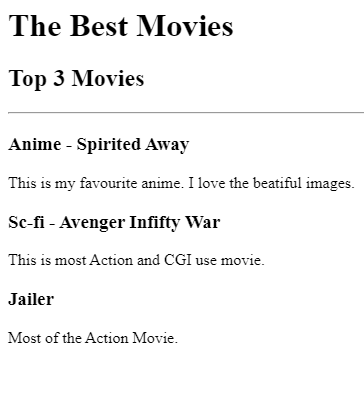 The Best Movies
Top 3 Movies
Anime - Spirited Away
This is my favourite anime. I love the beatiful images.
Sc-fi - Avenger Infifty War
This is most Action and CGI use movie.
Jailer
Most of the Action Movie.